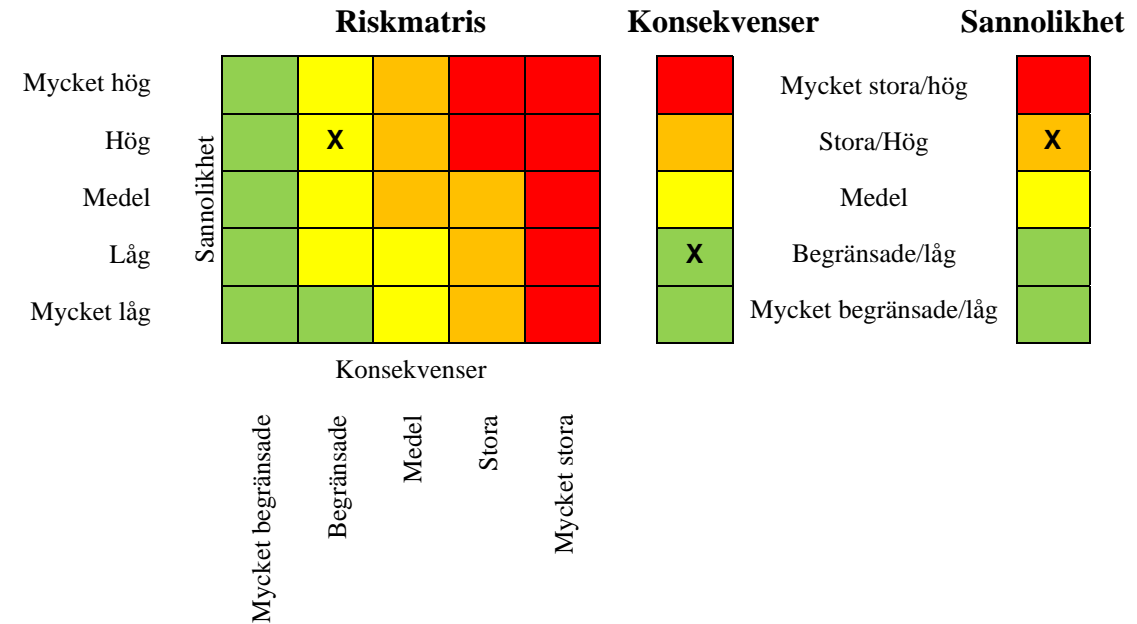 Riskmatris
Konsekvenser
Sannolikhet
Mycket hög
Mycket stora/hög
Hög
X
Stora/Hög
X
Sannolikhet
Medel
Medel
Låg
X
Begränsade/låg
Mycket låg
Mycket begränsade/låg
Konsekvenser
Mycket begränsade
Begränsade
Medel
Stora
Mycket stora